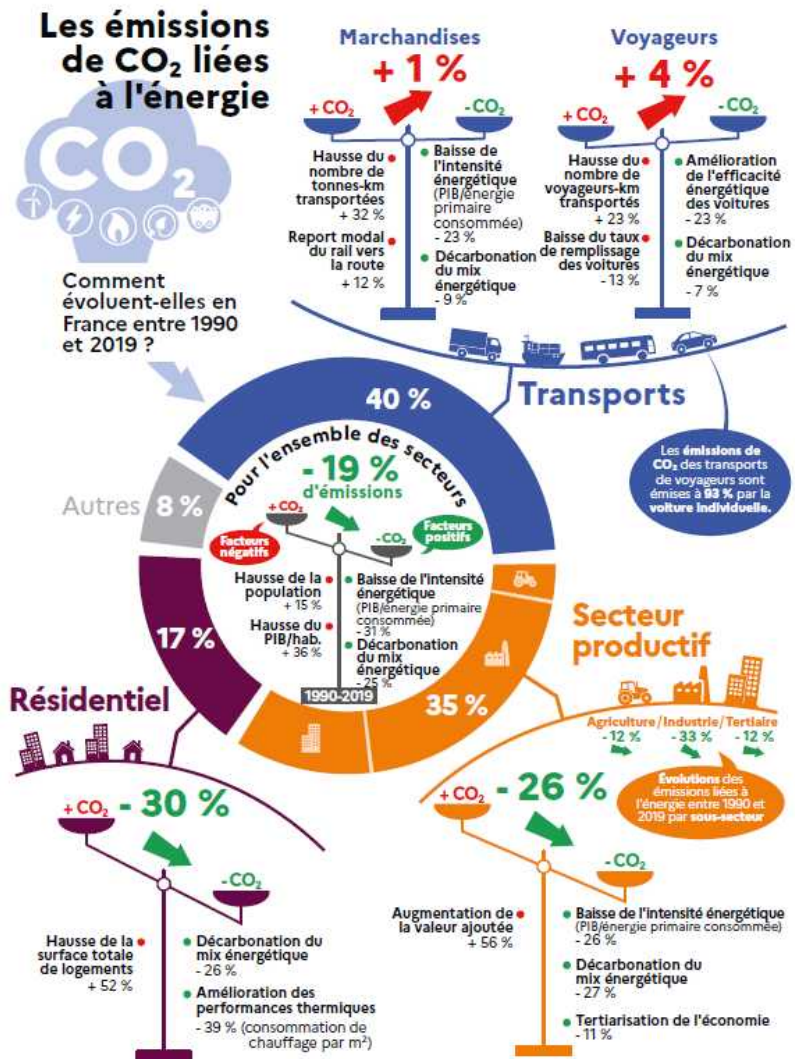 Les émissions
de CO₂ liées
à l'énergie
CO₂
Comment
évoluent-elles en
France entre 1990
et 2019 ?
Marchandises
+ 1 %
+ CO₂
- CO₂
Hausse du
nombre de
tonnes-km
transportées
+ 32 %
Report modal
du rail vers
la route
+ 12 %
Baisse de
l'intensité
énergétique
(PIB/énergie
primaire
consommée)
- 23 %
Décarbonation
du mix
énergétique
- 9 %
Voyageurs
+ 4 %
+ CO₂
- CO₂
Hausse du
nombre de
voyageurs-km
transportés
+ 23 %
Baisse du taux
de remplissage
des voitures
- 13 %
Amélioration
de l'efficacité
énergétique
des voitures
- 23 %
Décarbonation
du mix
énergétique
- 7 %
Transports
Les émissions de
CO₂ des transports
de voyageurs sont
émises à 93 % par la
voiture individuelle.
40 %
Autres 8 %
17 %
35 %
Pour l'ensemble des secteurs
- 19 %
d'émissions
+ CO₂
- CO₂
Facteurs
négatifs
Facteurs
positifs
Hausse de la
population
+ 15 %
Hausse du
PIB/hab.
+ 36 %
Baisse de l'intensité
énergétique
(PIB/énergie primaire
consommée)
- 31 %
Décarbonation
du mix
énergétique
- 25 %
1990-2019
Secteur
productif
Agriculture / Industrie / Tertiaire
- 12 % - 33 % - 12 %
Évolutions des
émissions liées à
l'énergie entre 1990 et
2019 par sous-secteur
- 26 %
+ CO₂
- CO₂
Augmentation de
la valeur ajoutée
+ 56 %
Baisse de l'intensité énergétique
(PIB/énergie primaire consommée)
- 26 %
Décarbonation du
mix énergétique
- 27 %
Tertiarisation de l'économie
- 11 %
Résidentiel
- 30 %
+ CO₂
- CO₂
Hausse de la
surface totale
de logements
+ 52 %
Décarbonation du
mix énergétique
- 26 %
Amélioration des
performances thermiques
- 39 % (consommation de
chauffage par m²)